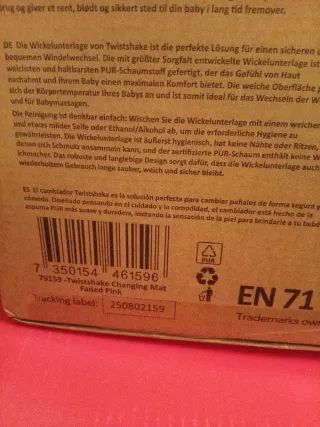 brug og giver et rent, blødt og sikkert sted til din baby i lang tid fremover.
DE Die Wickelunterlage von Twistshake ist die perfekte Lösung für einen sicheren
bequemen Windelwechsel. Die mit größter Sorgfalt entwickelte Wickelunterlage ist
weichsten und haltbarsten PUR-Schaumstoff gefertigt, der das Gefühl von Haut
nachahmt und Ihrem Baby einen maximalen Komfort bietet. Die weiche Oberfläche
sich der Körpertemperatur Ihres Babys an und ist somit ideal für das Wechseln der W
und für Babymassagen.
Die Reinigung ist denkbar einfach: Wischen Sie die Wickelunterlage mit einem
und etwas milder Seife oder Ethanol/Alkohol ab, um die erforderliche Hygiene zu
gewährleisten. Die Wickelunterlage ist äußerst hygienisch, hat keine Nähte oder Ritzen,
denen sich Schmutz ansammeln kann, und der zertifizierte PUR-Schaum enthält keine W
ichmacher. Das robuste und langlebige Design sorgt dafür, dass die Wickelunterlage auch
wiederholtem Gebrauch lange sauber, weich und sicher bleibt.
ES El cambiador Twistshake es la solución perfecta para cambiar pañales de forma segura y
cómoda. Diseñado pensando en el cuidado y la comodidad, el cambiador está hecho de
espuma PUR más suave y duradera, imitando la sensación de la piel para brindarle a tu bebé
7 350154 461596
79159 -Twistshake Changing Mat
Faded Pink
Tracking label: 250802159
PUR
EN 71
Trademarks own